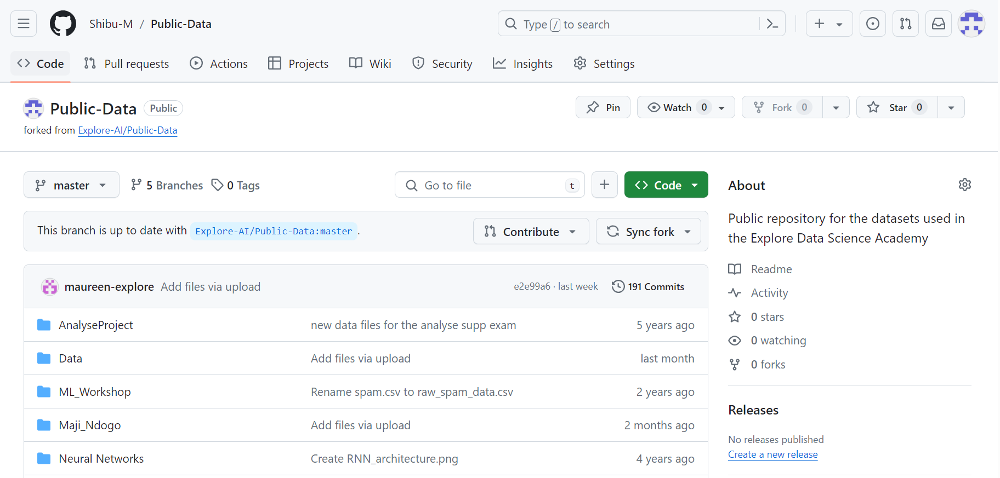 Shibu-M / Public-Data
Type / to search
Code
Pull requests
Actions
Projects
Wiki
Security
Insights
Settings
Public-Data Public
Pin
Watch 0
Fork 0
Star 0
forked from Explore-AI/Public-Data
master
5 Branches
0 Tags
Go to file t
Code
This branch is up to date with Explore-AI/Public-Data:master .
Contribute
Sync fork
maureen-explore Add files via upload e2e99a6 · last week 191 Commits
AnalyseProject new data files for the analyse supp exam 5 years ago
Data Add files via upload last month
ML_Workshop Rename spam.csv to raw_spam_data.csv 2 years ago
Maji_Ndogo Add files via upload 2 months ago
Neural Networks Create RNN_architecture.png 4 years ago
About
Public repository for the datasets used in
the Explore Data Science Academy
Readme
Activity
0 stars
0 watching
0 forks
Releases
No releases published
Create a new release